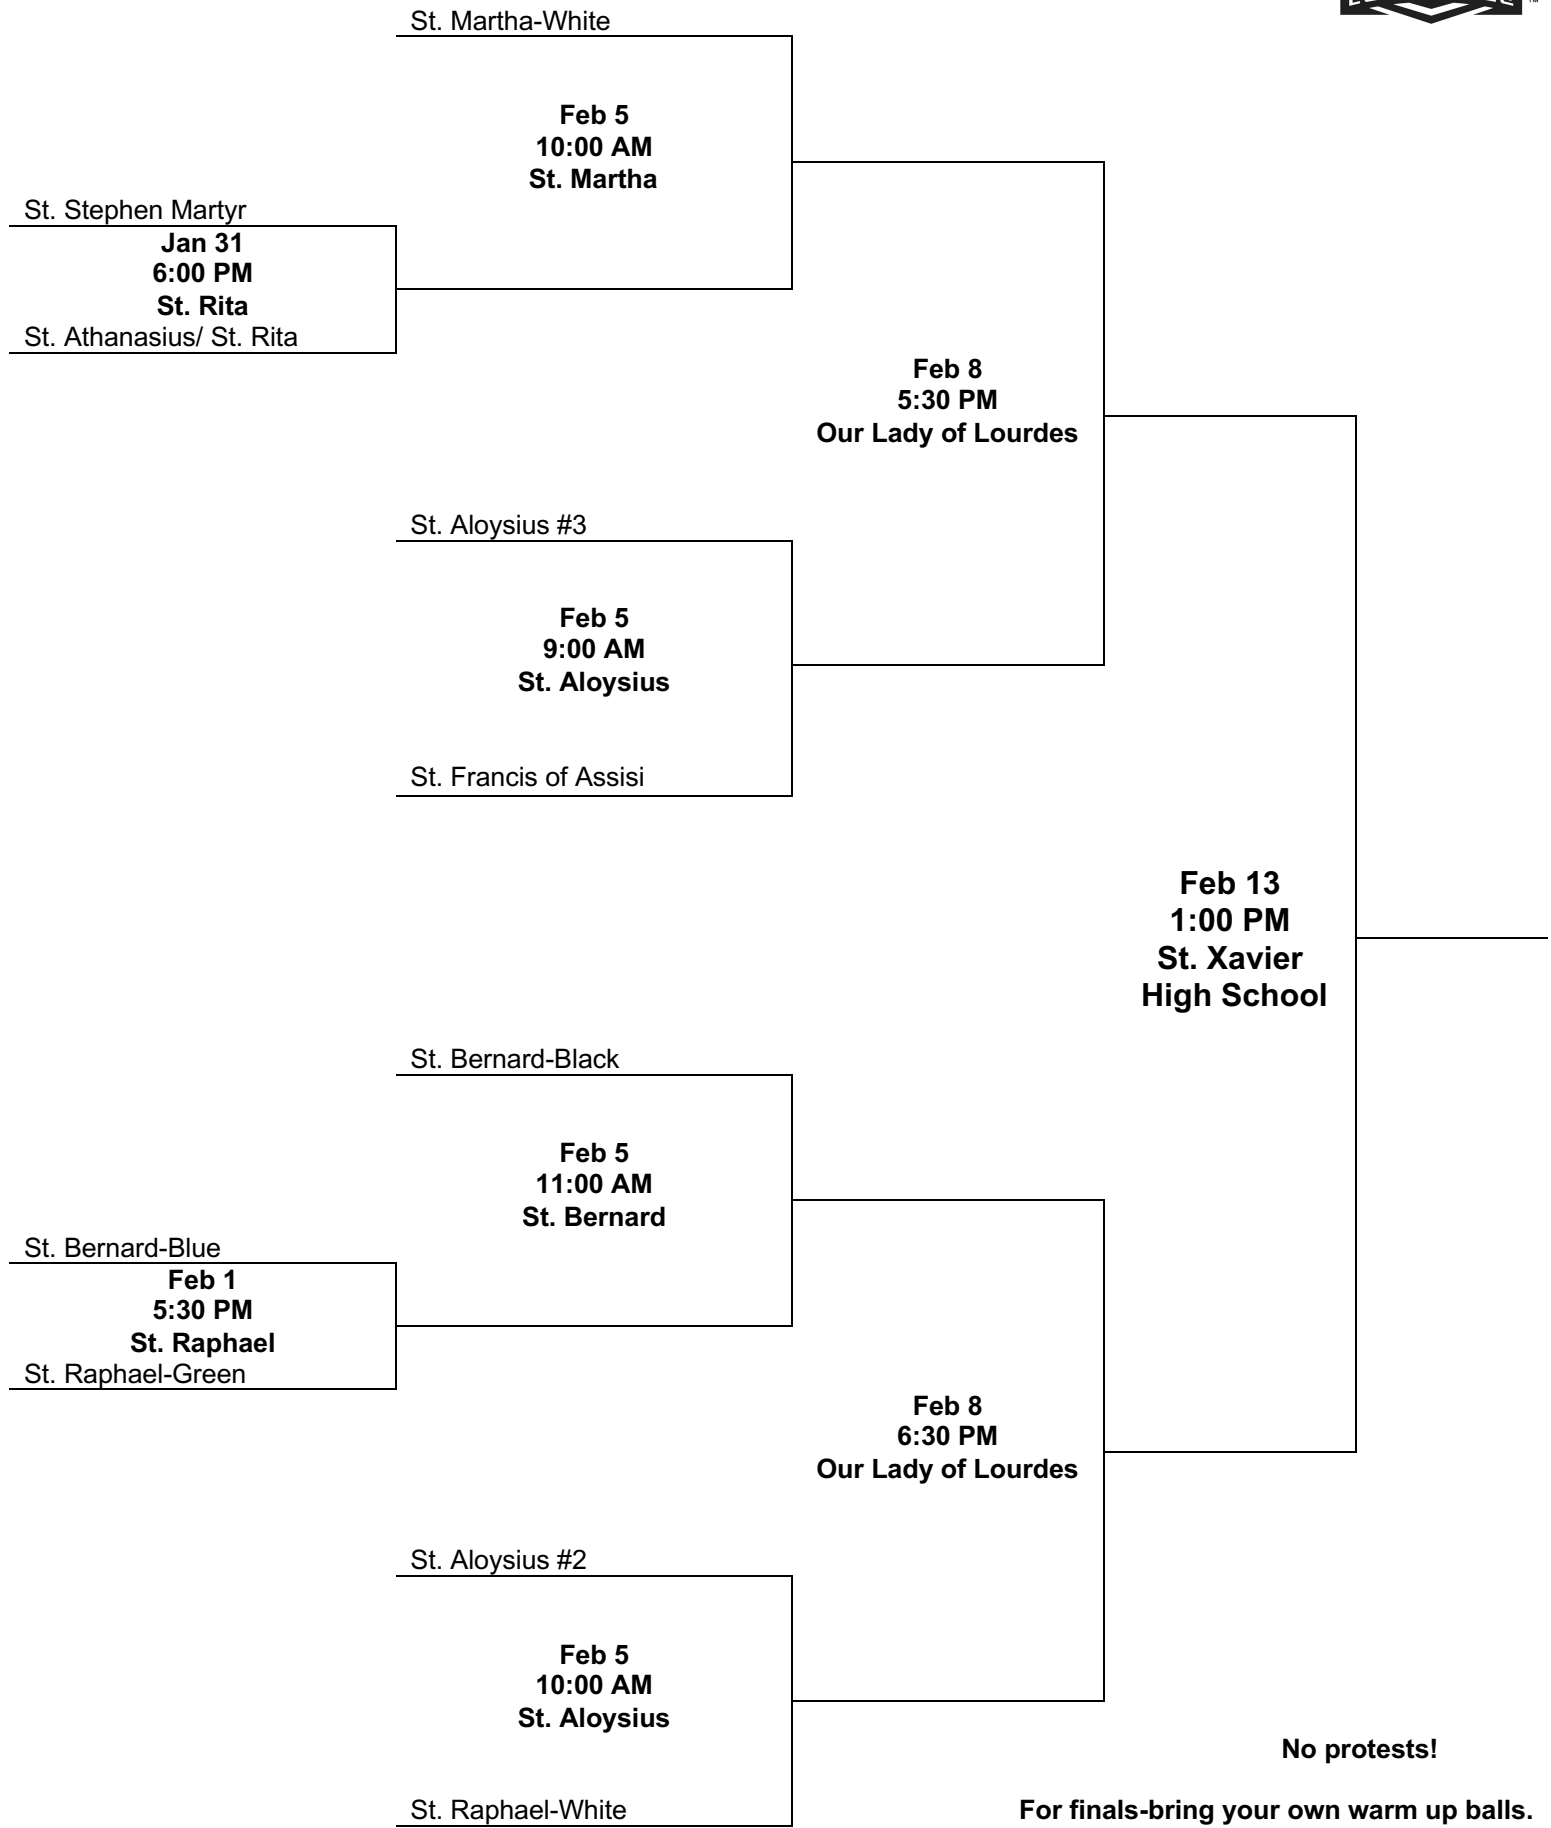 St. Martha-White
Feb 5
10:00 AM
St. Martha
St. Stephen Martyr
Jan 31
6:00 PM
St. Rita
St. Athanasius/ St. Rita
Feb 8
5:30 PM
Our Lady of Lourdes
St. Aloysius #3
Feb 5
9:00 AM
St. Aloysius
St. Francis of Assisi
Feb 13
1:00 PM
St. Xavier
High School
St. Bernard-Black
Feb 5
11:00 AM
St. Bernard
St. Bernard-Blue
Feb 1
5:30 PM
St. Raphael
St. Raphael-Green
Feb 8
6:30 PM
Our Lady of Lourdes
St. Aloysius #2
Feb 5
10:00 AM
St. Aloysius
St. Raphael-White
No protests!
For finals-bring your own warm up balls.